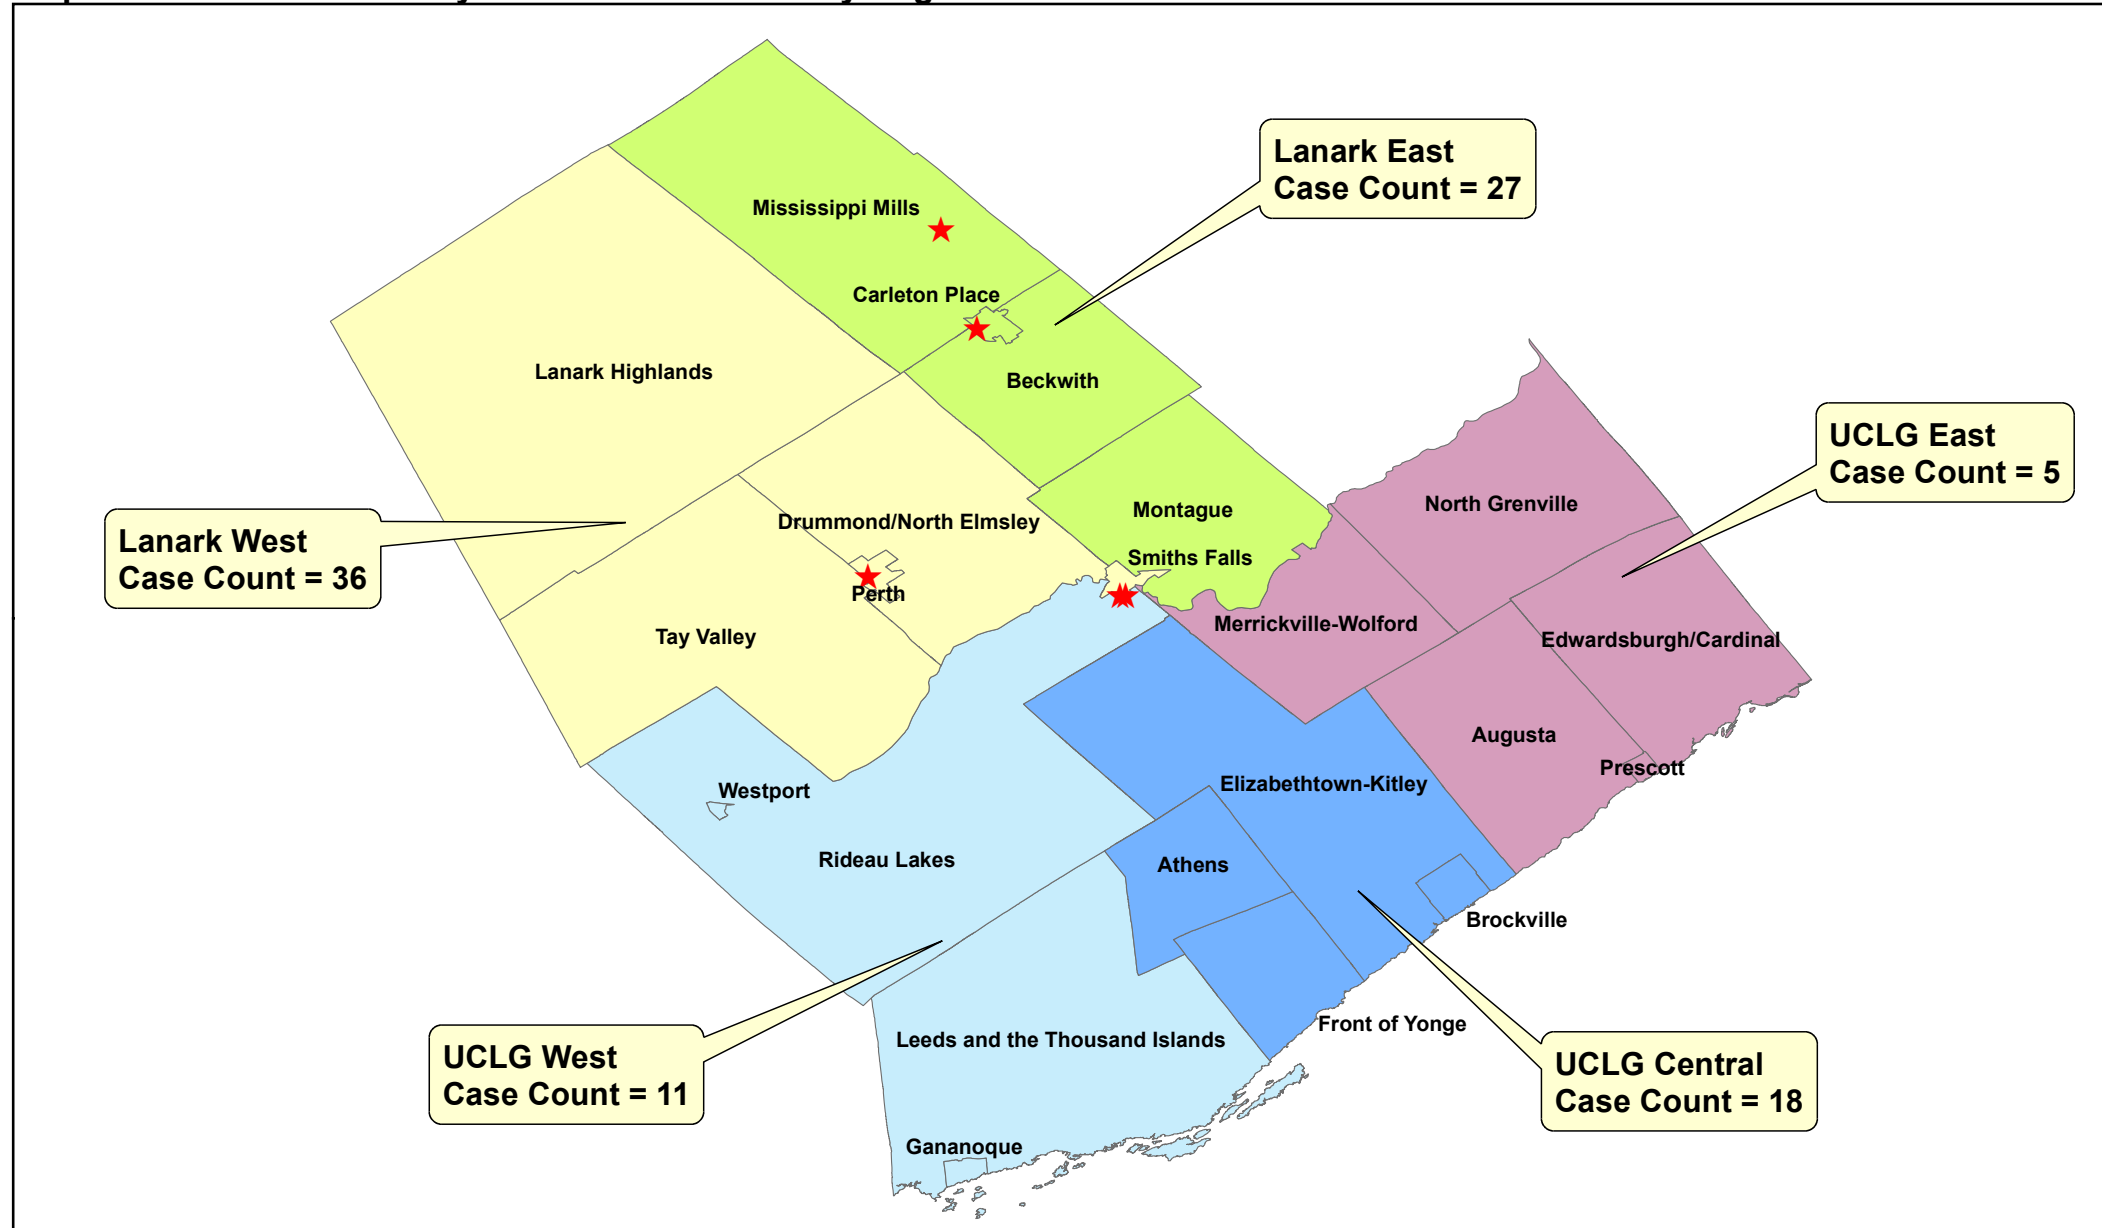 Lanark East
Case Count = 27
Mississippi Mills
Carleton Place
Lanark Highlands
Beckwith
UCLG East
Case Count = 5
North Grenville
Montague
Drummond/North Elmsley
Lanark West
Case Count = 36
Smiths Falls
Perth
Merrickville-Wolford
Tay Valley
Edwardsburgh/Cardinal
Augusta
Prescott
Elizabethtown-Kitley
Westport
Rideau Lakes
Athens
Brockville
Front of Yonge
Leeds and the Thousand Islands
UCLG West
Case Count = 11
UCLG Central
Case Count = 18
Gananoque